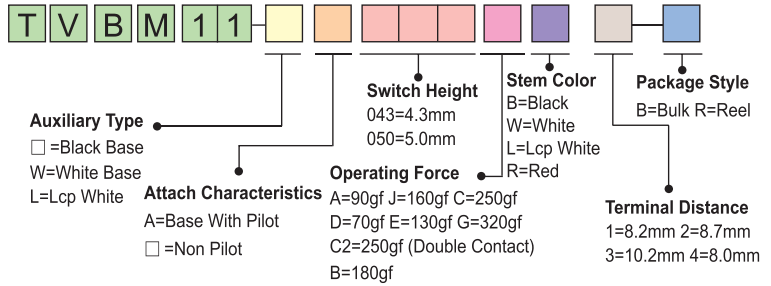 TVBM11
Auxiliary Type
□ =Black Base
W=White Base
L=Lcp White
Attach Characteristics
A=Base With Pilot
□ =Non Pilot
Switch Height
043=4.3mm
050=5.0mm
Operating Force
A=90gf J=160gf C=250gf
D=70gf E=130gf G=320gf
C2=250gf (Double Contact)
B=180gf
Stem Color
B=Black
W=White
L=Lcp White
R=Red
Package Style
B=Bulk R=Reel
Terminal Distance
1=8.2mm 2=8.7mm
3=10.2mm 4=8.0mm